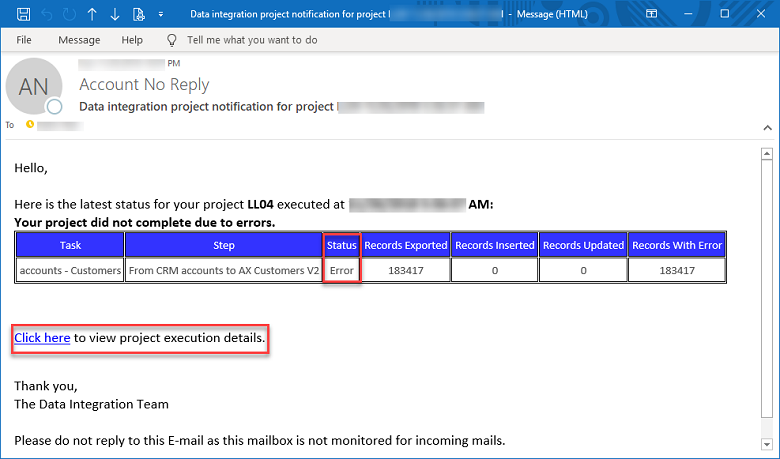 Data integration project notification for project - Message (HTML)
File Message Help Tell me what you want to do
AN
PM
Account No Reply
Data integration project notification for project
To
Hello,
Here is the latest status for your project LL04 executed at AM:
Your project did not complete due to errors.
Task Step Status Records Exported Records Inserted Records Updated Records With Error
accounts - Customers From CRM accounts to AX Customers V2 Error 183417 0 0 183417
Click here to view project execution details.
Thank you,
The Data Integration Team
Please do not reply to this E-mail as this mailbox is not monitored for incoming mails.